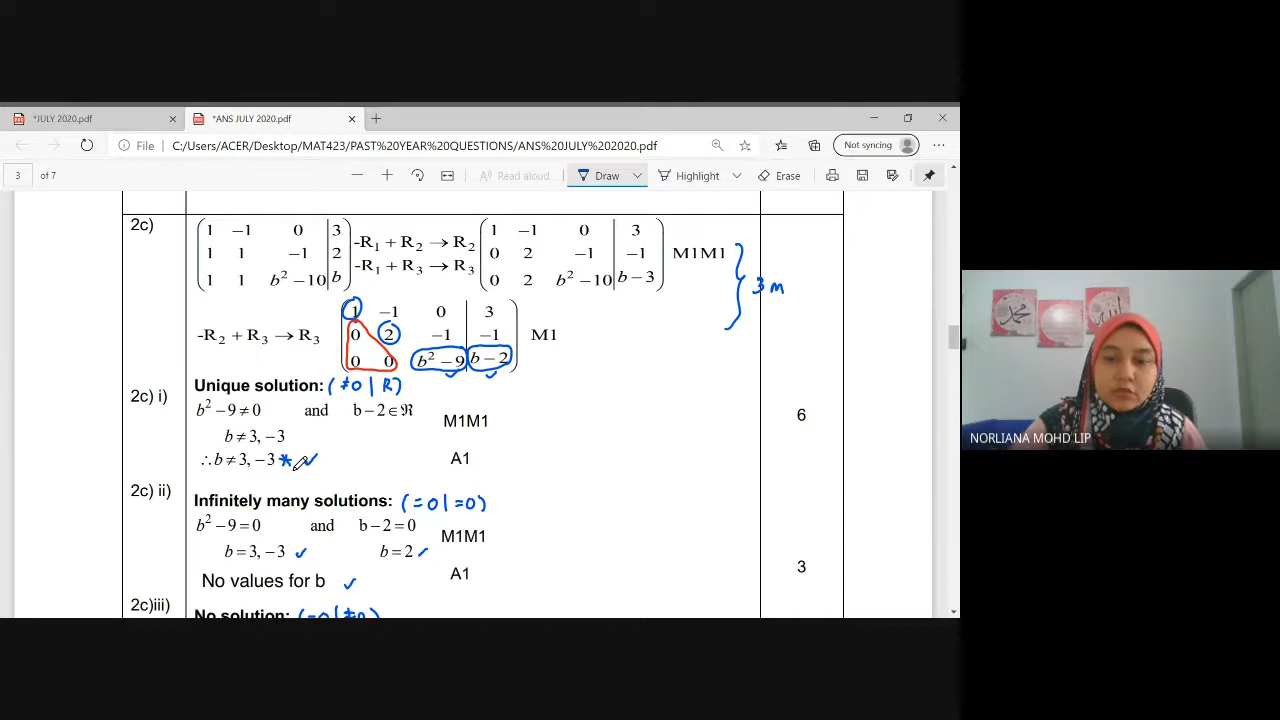 *JULY 2020.pdf
*ANS JULY 2020.pdf
File C:/Users/ACER/Desktop/MAT423/PAST%20YEAR%20QUESTIONS/ANS%20JULY%202020.pdf
Not syncing
3 of 7
Read aloud
Draw
Highlight
Erase
2c)
1 −1 0 | 3
1 1 −1 | 2
1 1 b² −10 | b
-R₁ + R₂ → R₂
-R₁ + R₃ → R₃
1 −1 0 | 3
0 2 −1 | −1
0 2 b² −10 | b − 3
M1M1
3 m
-R₂ + R₃ → R₃
1 −1 0 | 3
0 2 −1 | −1
0 0 b² − 9 | b − 2
M1
Unique solution: (≠0 | R)
2c) i)
b² − 9 ≠ 0 and b − 2 ∈ ℜ
M1M1
6
b ≠ 3, −3
∴ b ≠ 3, −3 *
A1
2c) ii)
Infinitely many solutions: (=0 | =0)
b² − 9 = 0 and b − 2 = 0
M1M1
b = 3, −3 b = 2
No values for b
A1
3
2c)iii)
No solution: (=0 | ≠0)
NORLIANA MOHD LIP